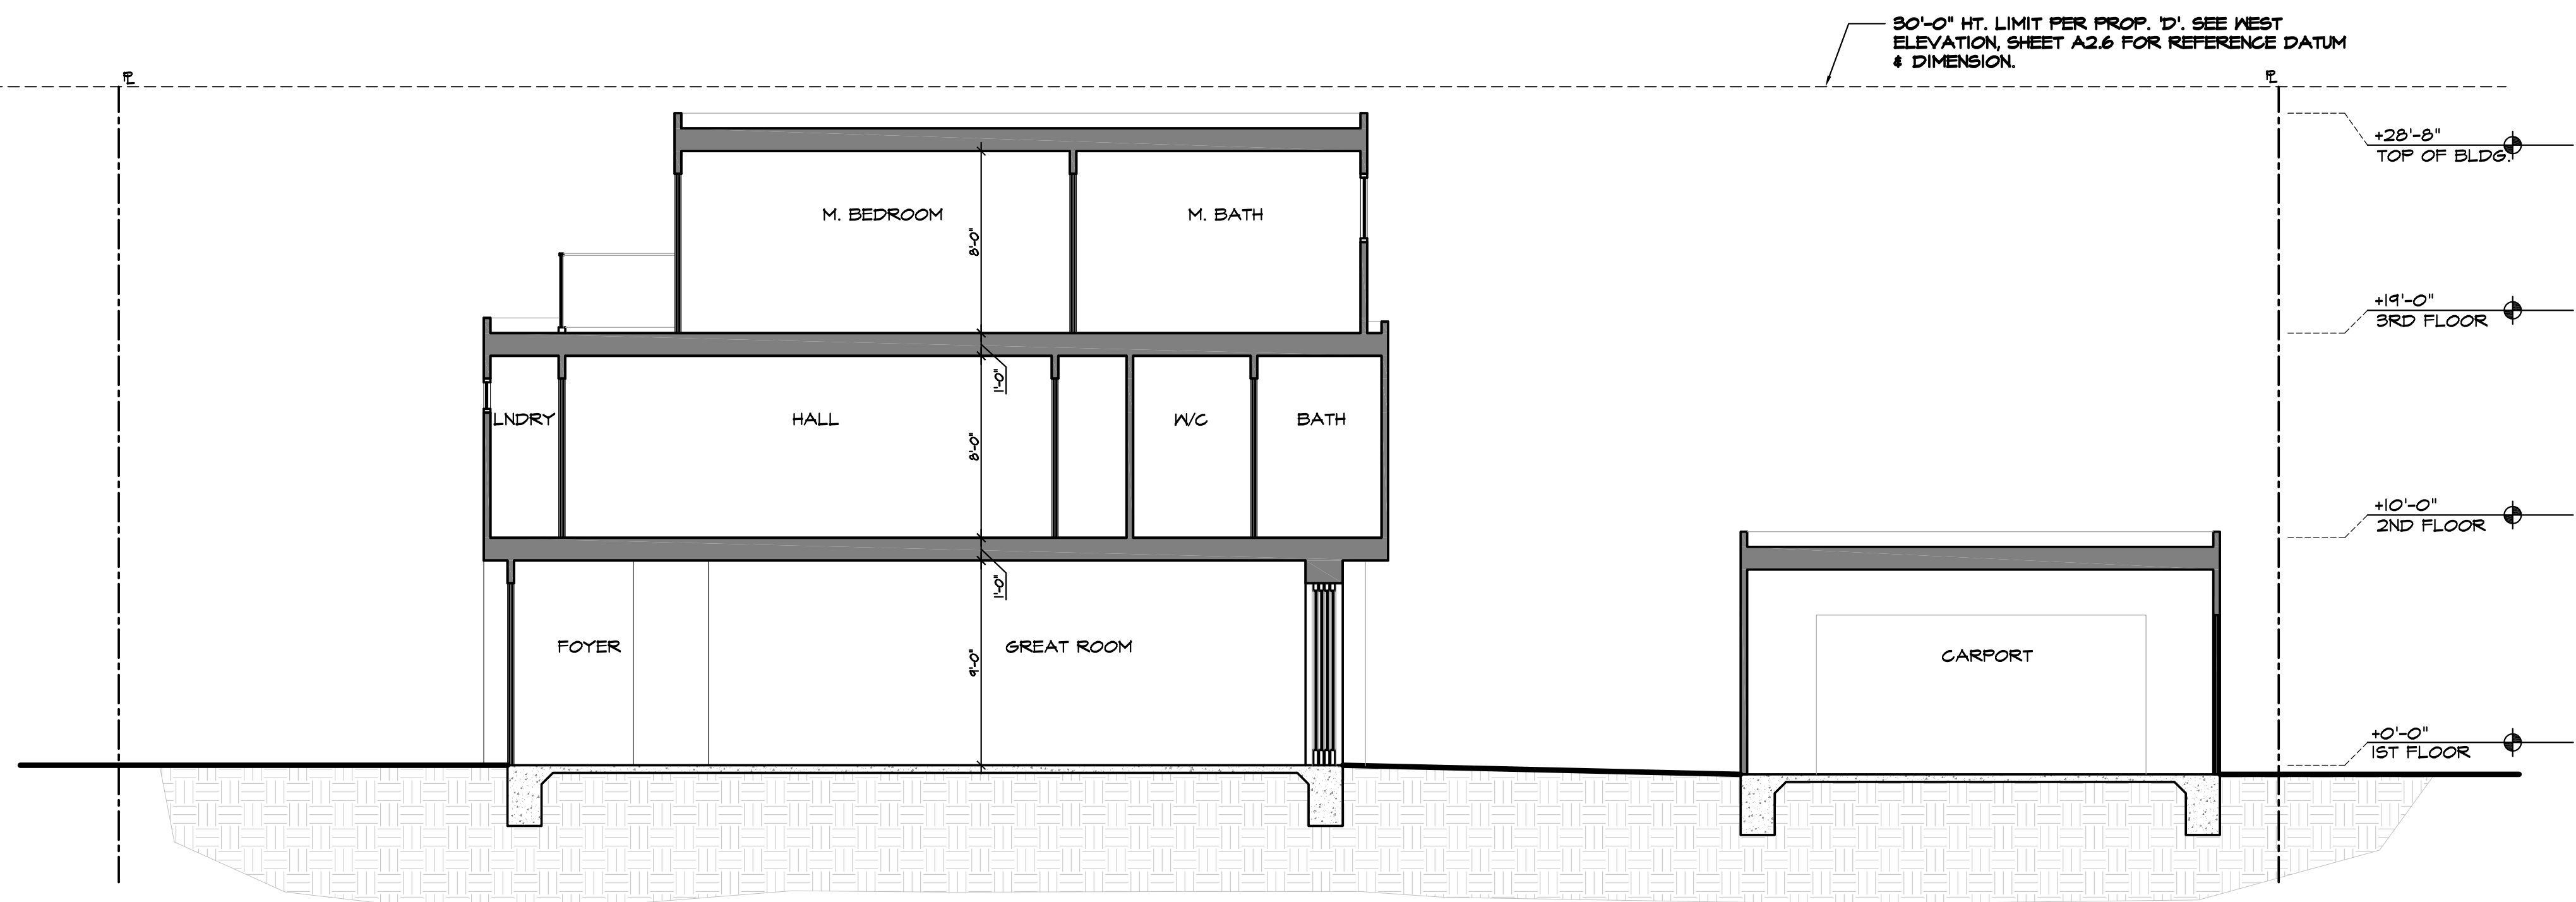 30'-0" HT. LIMIT PER PROP. 'D'. SEE WEST
ELEVATION, SHEET A2.6 FOR REFERENCE DATUM
& DIMENSION.
PL
PL
+28'-8"
TOP OF BLDG.
M. BEDROOM
M. BATH
8'-0"
+19'-0"
3RD FLOOR
1'-0"
LNDRY
HALL
W/C
BATH
8'-0"
+10'-0"
2ND FLOOR
1'-0"
FOYER
GREAT ROOM
9'-0"
CARPORT
+0'-0"
1ST FLOOR